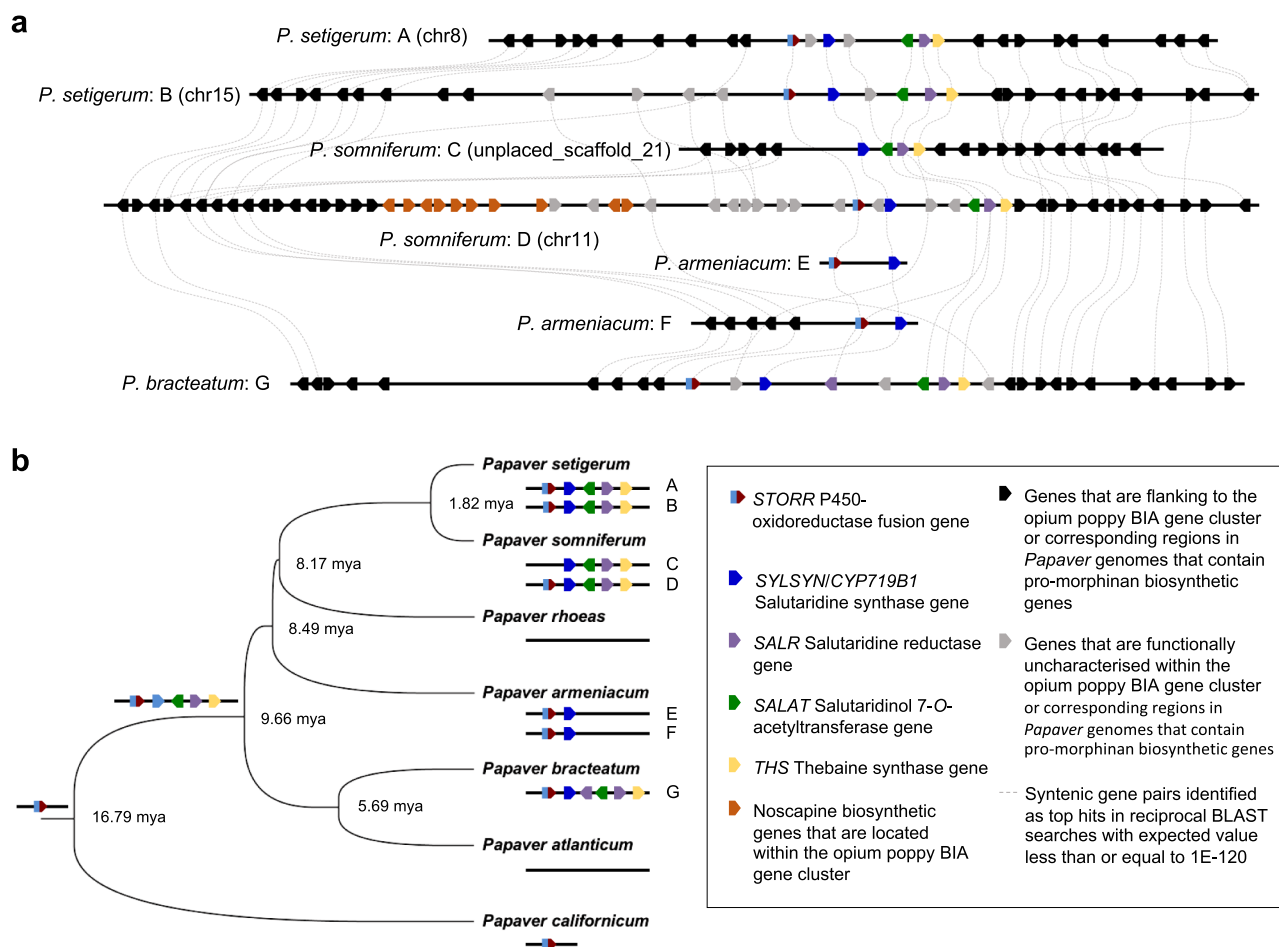 a
P. setigerum: A (chr8)
P. setigerum: B (chr15)
P. somniferum: C (unplaced_scaffold_21)
P. somniferum: D (chr11)
P. armeniacum: E
P. armeniacum: F
P. bracteatum: G
b
Papaver setigerum
A
1.82 mya
B
Papaver somniferum
C
8.17 mya
D
Papaver rhoeas
8.49 mya
Papaver armeniacum
E
9.66 mya
F
Papaver bracteatum
G
5.69 mya
16.79 mya
Papaver atlanticum
Papaver californicum
STORR P450-
oxidoreductase fusion gene
SYLSYN/CYP719B1
Salutaridine synthase gene
SALR Salutaridine reductase
gene
SALAT Salutaridinol 7-O-
acetyltransferase gene
THS Thebaine synthase gene
Noscapine biosynthetic
genes that are located
within the opium poppy BIA
gene cluster
Genes that are flanking to the
opium poppy BIA gene cluster
or corresponding regions in
Papaver genomes that contain
pro-morphinan biosynthetic
genes
Genes that are functionally
uncharacterised within the
opium poppy BIA gene cluster
or corresponding regions in
Papaver genomes that contain
pro-morphinan biosynthetic genes
Syntenic gene pairs identified
as top hits in reciprocal BLAST
searches with expected value
less than or equal to 1E-120